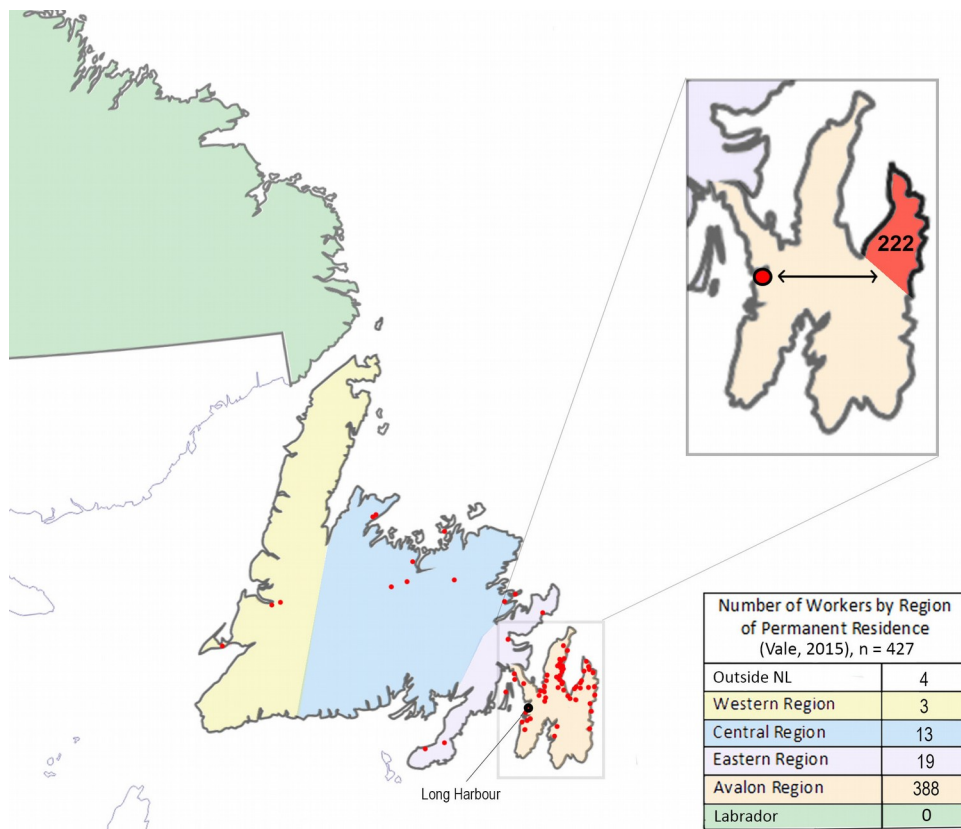 222
Long Harbour
Number of Workers by Region
of Permanent Residence
(Vale, 2015), n = 427
Outside NL 4
Western Region 3
Central Region 13
Eastern Region 19
Avalon Region 388
Labrador 0